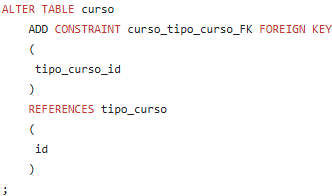 ALTER TABLE curso
ADD CONSTRAINT curso_tipo_curso_FK FOREIGN KEY
(
tipo_curso_id
)
REFERENCES tipo_curso
(
id
)
;